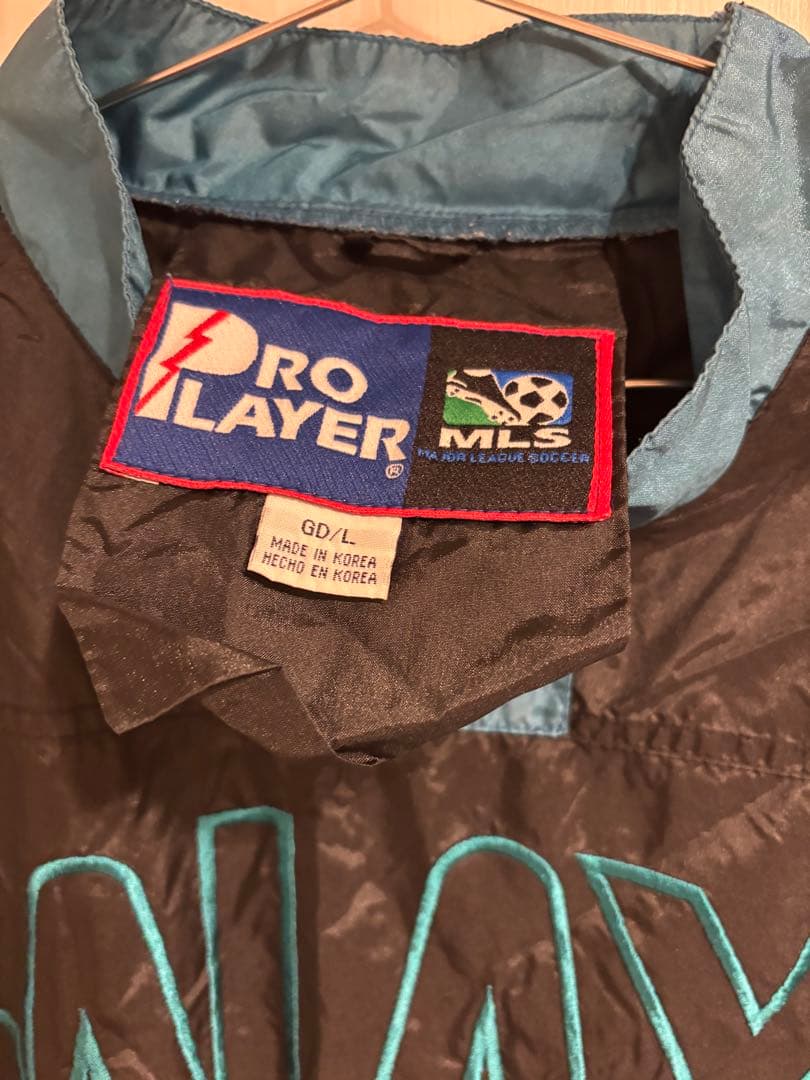 PRO
PLAYER
®
MLS
MAJOR LEAGUE SOCCER
GD/L
MADE IN KOREA
HECHO EN KOREA